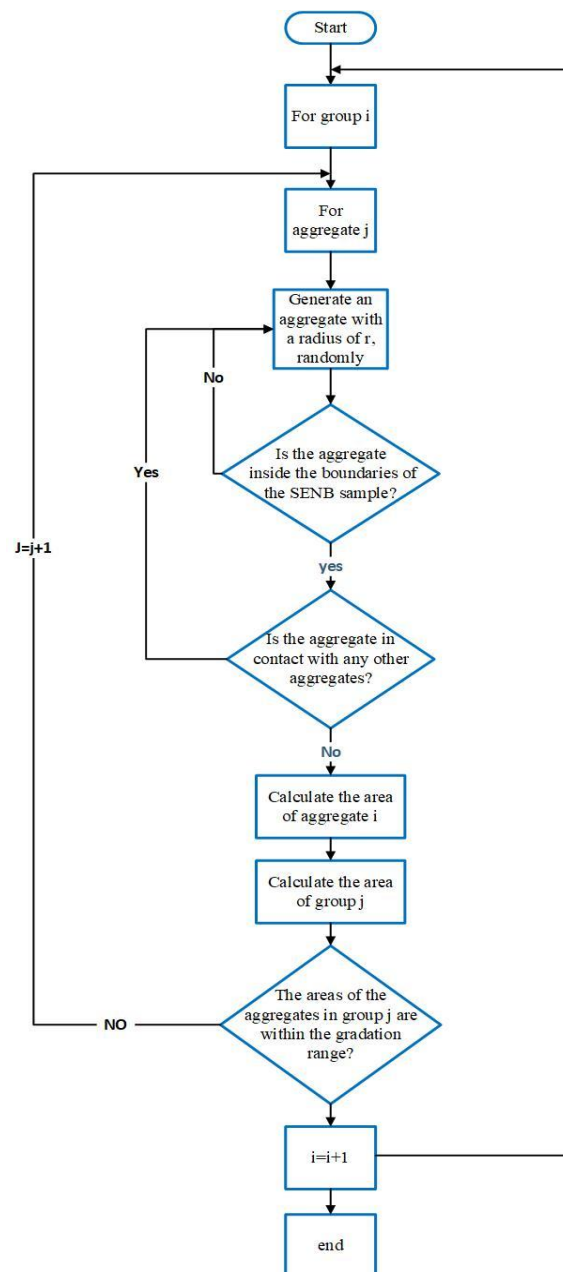 Start
For group i
For
aggregate j
Generate an
aggregate with
a radius of r,
randomly
No
Is the aggregate
inside the boundaries of
the SENB sample?
Yes
J=j+1
yes
Is the aggregate in
contact with any other
aggregates?
No
Calculate the area
of aggregate i
Calculate the area
of group j
The areas of the
aggregates in group j are
within the gradation
range?
NO
i=i+1
end